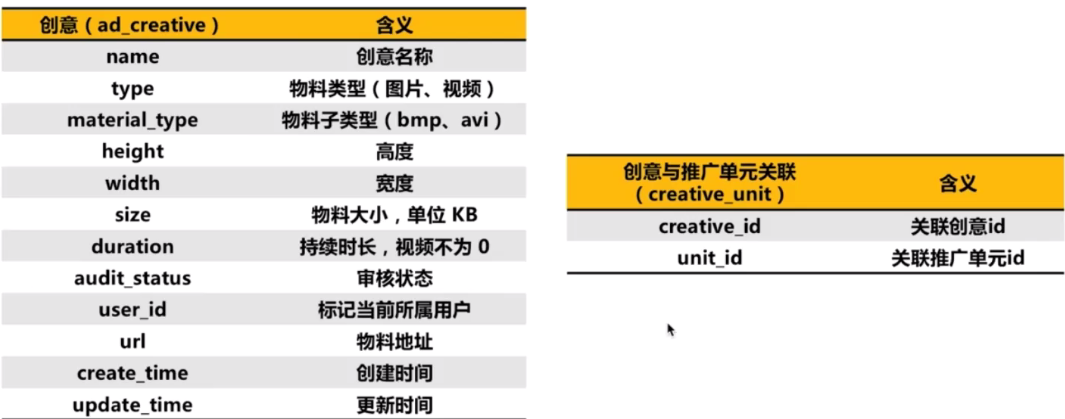 创意（ad_creative） 含义
name 创意名称
type 物料类型（图片、视频）
material_type 物料子类型（bmp、avi）
height 高度
width 宽度
size 物料大小，单位 KB
duration 持续时长，视频不为 0
audit_status 审核状态
user_id 标记当前所属用户
url 物料地址
create_time 创建时间
update_time 更新时间
创意与推广单元关联
（creative_unit） 含义
creative_id 关联创意id
unit_id 关联推广单元id